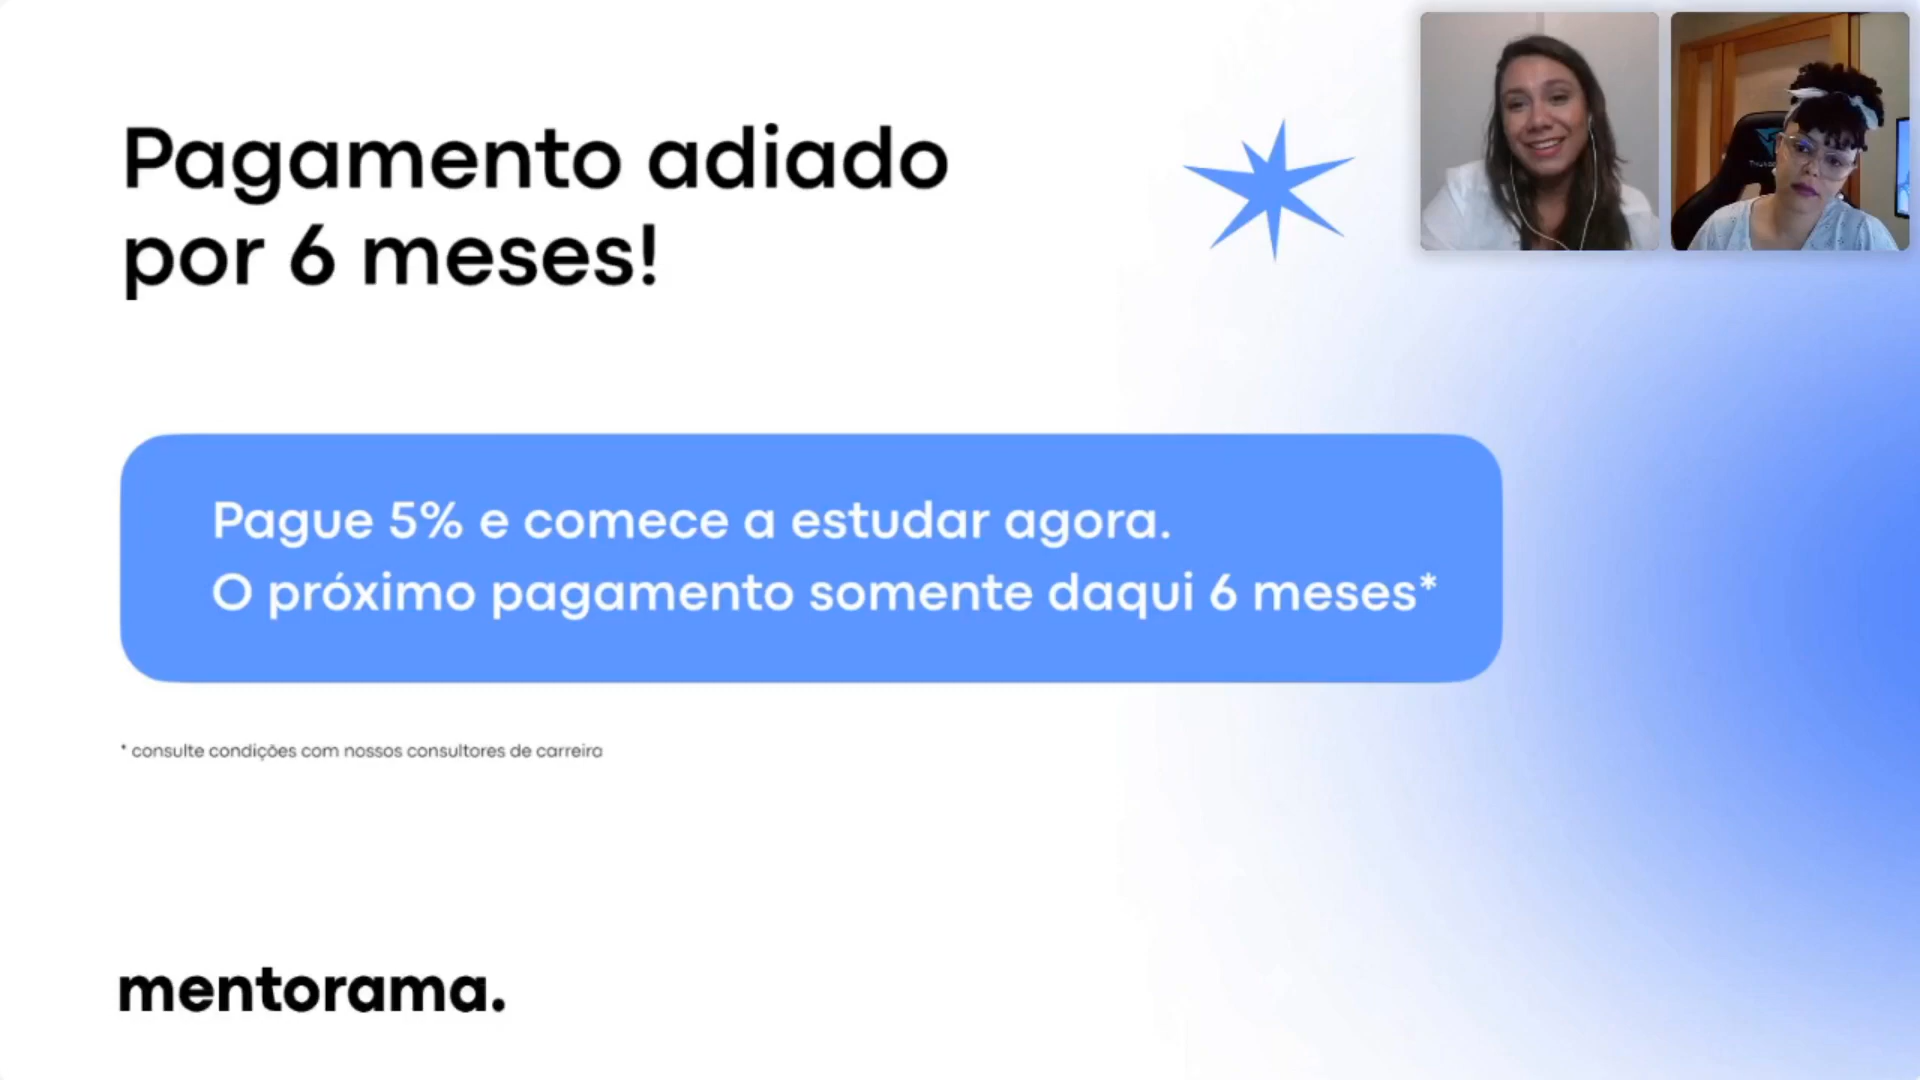 Pagamento adiado
por 6 meses!
Pague 5% e comece a estudar agora.
O próximo pagamento somente daqui 6 meses*
* consulte condições com nossos consultores de carreira
mentorama.